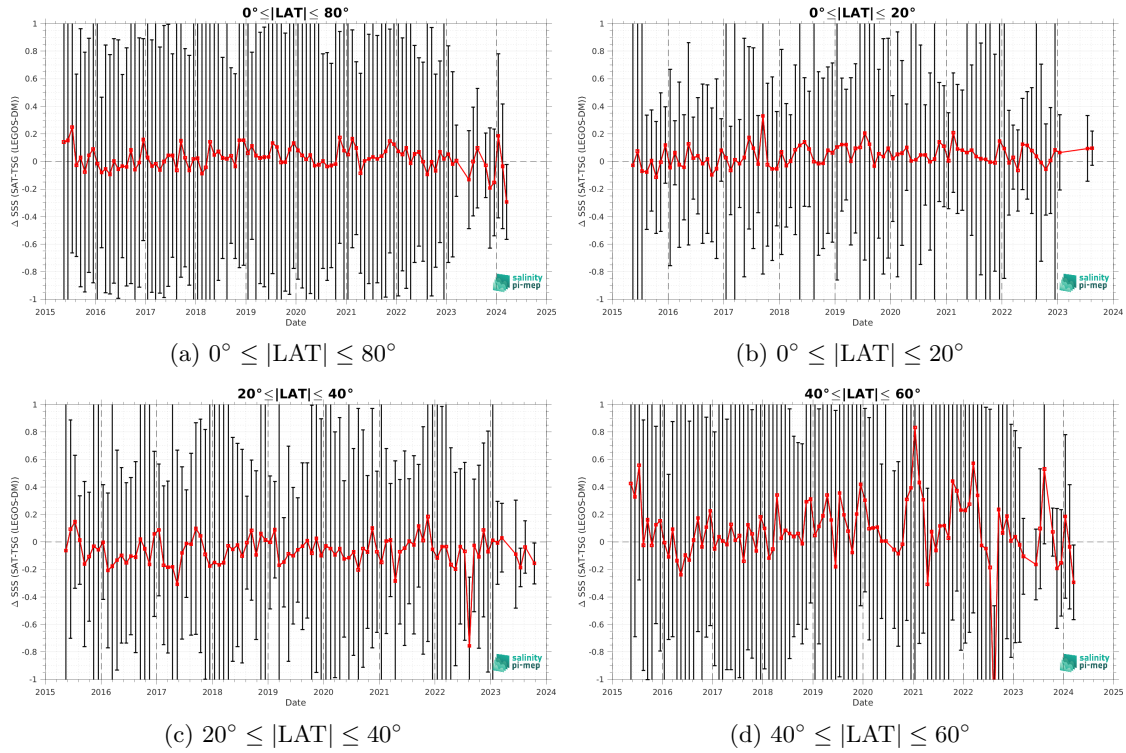 0°≤|LAT|≤ 80°
Δ SSS (SAT-TSG (LEGOS-DM))
1
0.8
0.6
0.4
0.2
0
-0.2
-0.4
-0.6
-0.8
-1
2015 2016 2017 2018 2019 2020 2021 2022 2023 2024 2025
Date
salinity
pi-mep
(a) 0° ≤ |LAT| ≤ 80°
0°≤|LAT|≤ 20°
Δ SSS (SAT-TSG (LEGOS-DM))
1
0.8
0.6
0.4
0.2
0
-0.2
-0.4
-0.6
-0.8
-1
2015 2016 2017 2018 2019 2020 2021 2022 2023 2024
Date
salinity
pi-mep
(b) 0° ≤ |LAT| ≤ 20°
20°≤|LAT|≤ 40°
Δ SSS (SAT-TSG (LEGOS-DM))
1
0.8
0.6
0.4
0.2
0
-0.2
-0.4
-0.6
-0.8
-1
2015 2016 2017 2018 2019 2020 2021 2022 2023 2024
Date
salinity
pi-mep
(c) 20° ≤ |LAT| ≤ 40°
40°≤|LAT|≤ 60°
Δ SSS (SAT-TSG (LEGOS-DM))
1
0.8
0.6
0.4
0.2
0
-0.2
-0.4
-0.6
-0.8
-1
2015 2016 2017 2018 2019 2020 2021 2022 2023 2024 2025
Date
salinity
pi-mep
(d) 40° ≤ |LAT| ≤ 60°